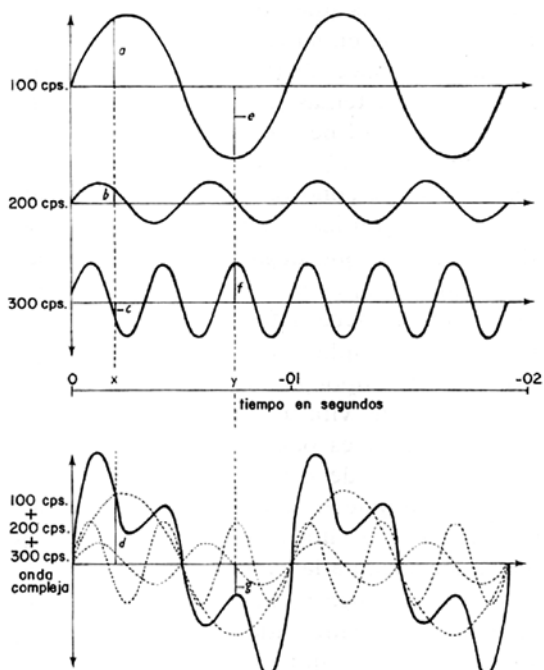 a
100 cps.
e
b
200 cps.
f
300 cps.
c
0 x y -01 -02
tiempo en segundos
100 cps.
+
200 cps.
+
300 cps.
onda
compleja
d
g